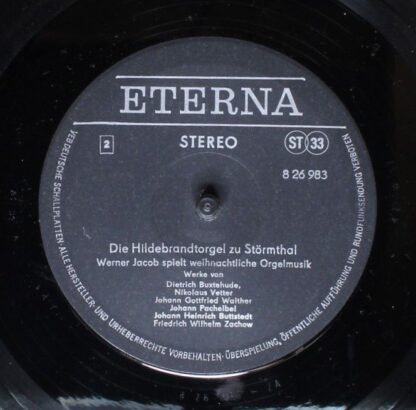 ETERNA
2
STEREO
ST 33
8 26 983
Die Hildebrandtorgel zu Störmthal
Werner Jacob spielt weihnachtliche Orgelmusik
Werke von
Dietrich Buxtehude,
Nikolaus Vetter
Johann Gottfried Walther
Johann Pachelbel
Johann Heinrich Buttstedt
Friedrich Wilhelm Zachow
VEB DEUTSCHE SCHALLPLATTEN · ALLE HERSTELLER- UND URHEBERRECHTE VORBEHALTEN · ÜBERSPIELUNG, ÖFFENTLICHE AUFFÜHRUNG UND RUNDFUNKSENDUNG VERBOTEN